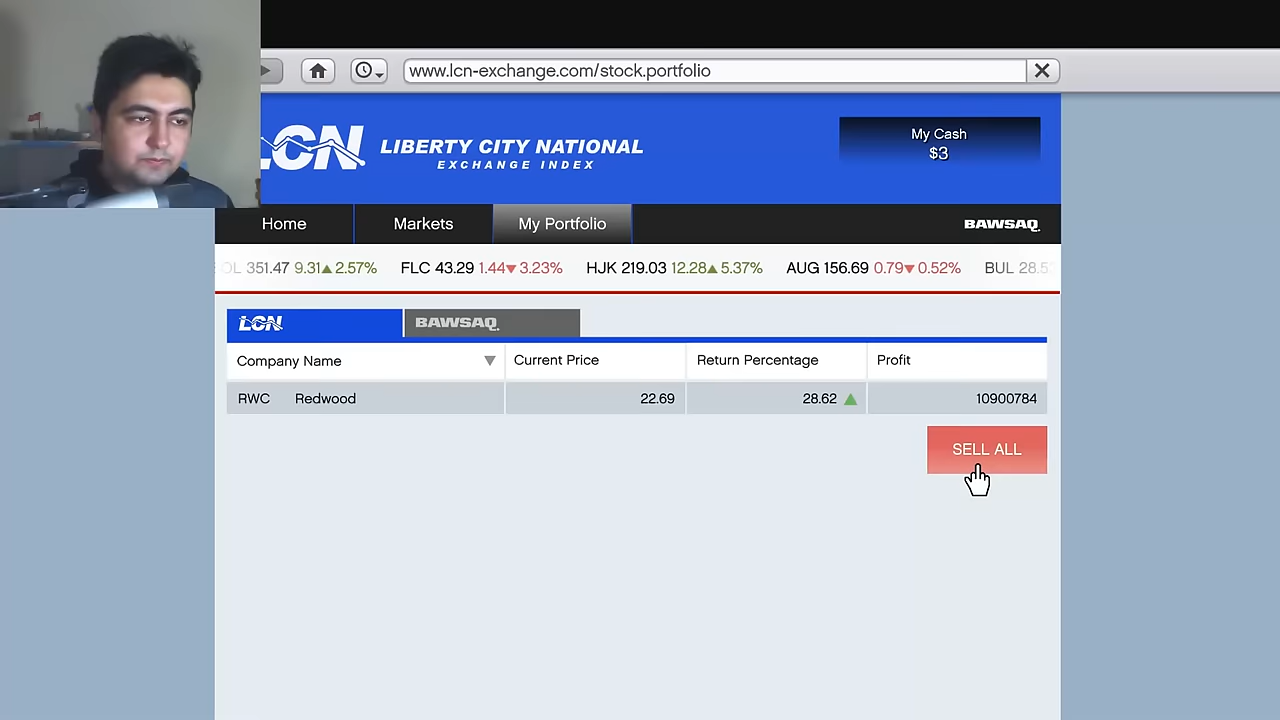 www.lcn-exchange.com/stock.portfolio
LCN LIBERTY CITY NATIONAL
EXCHANGE INDEX
My Cash
$3
Home Markets My Portfolio BAWSAQ
OL 351.47 9.31 2.57% FLC 43.29 1.44 3.23% HJK 219.03 12.28 5.37% AUG 156.69 0.79 0.52% BUL 28.5
LCN BAWSAQ
Company Name Current Price Return Percentage Profit
RWC Redwood 22.69 28.62 10900784
SELL ALL